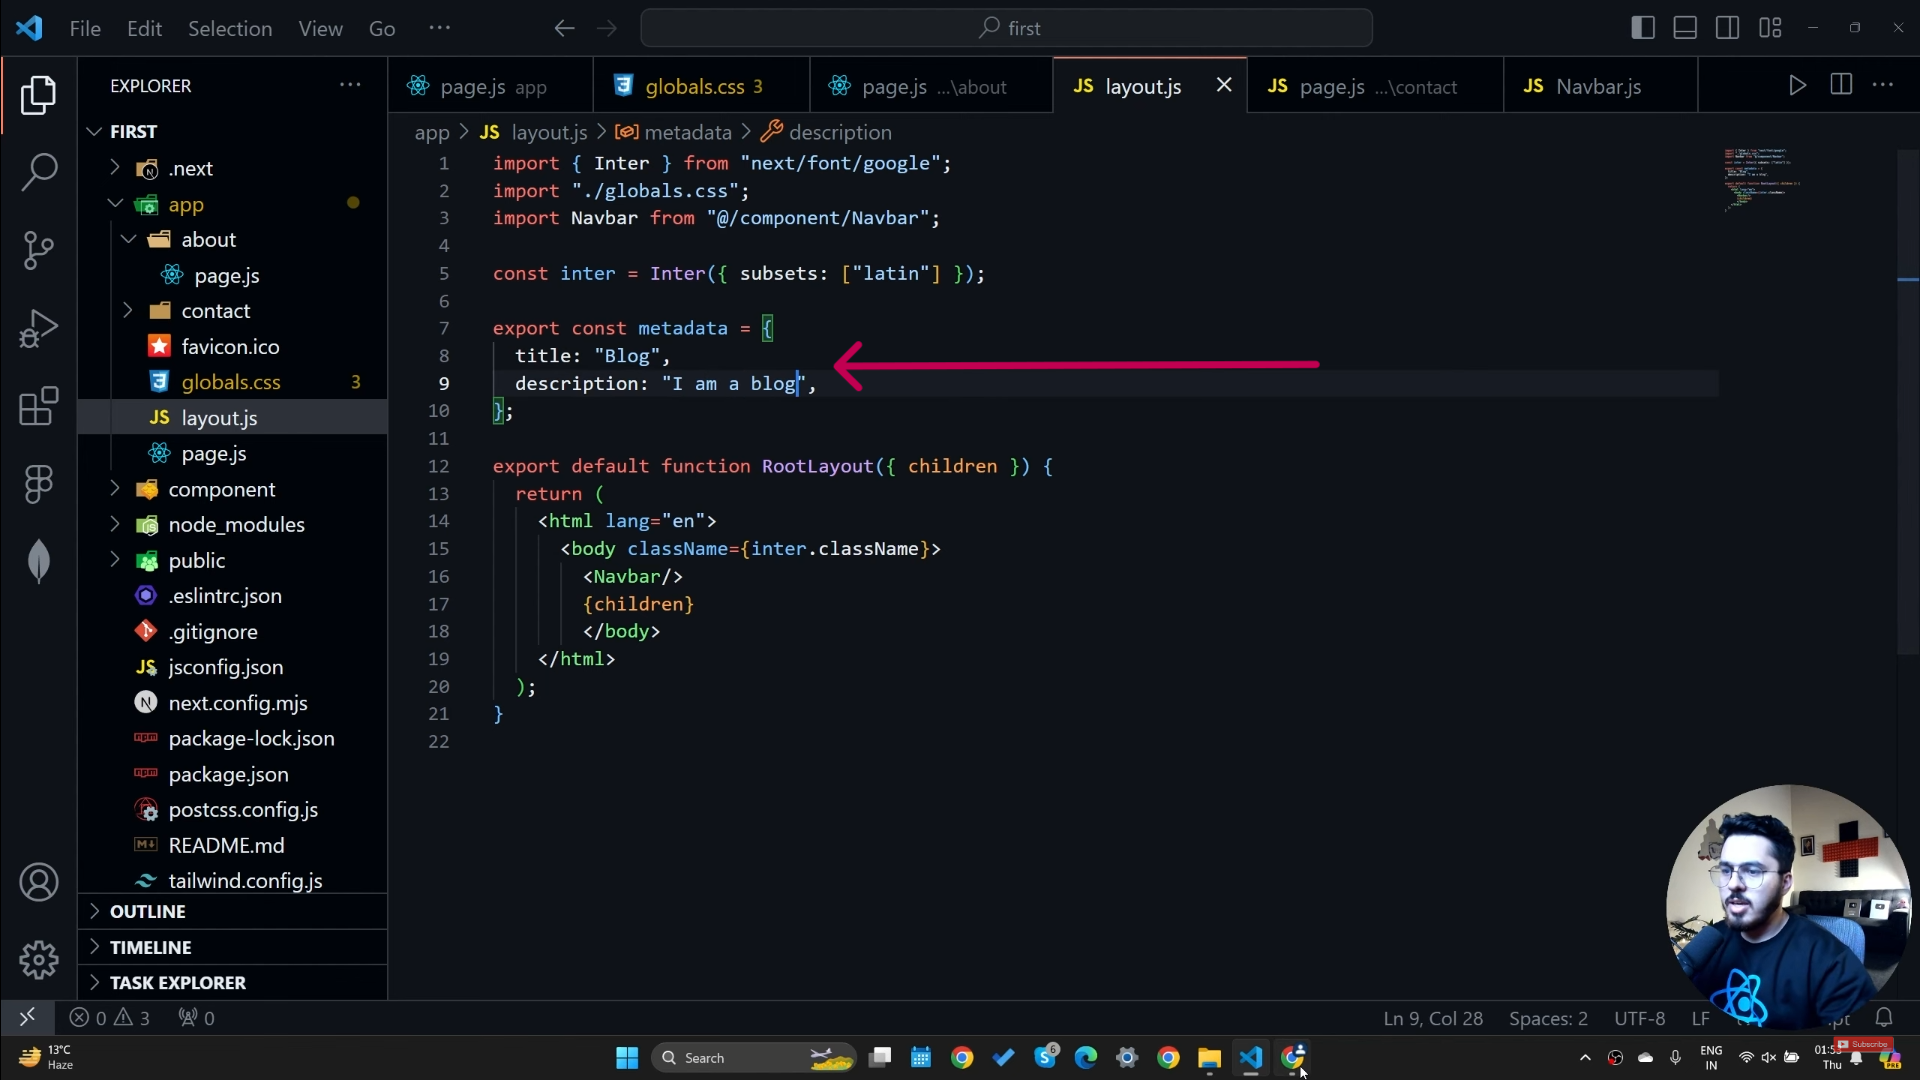 File Edit Selection View Go ··· first
EXPLORER ···
FIRST
.next
app
about
page.js
contact
favicon.ico
globals.css 3
layout.js
page.js
component
node_modules
public
.eslintrc.json
.gitignore
jsconfig.json
next.config.mjs
package-lock.json
package.json
postcss.config.js
README.md
tailwind.config.js
OUTLINE
TIMELINE
TASK EXPLORER
page.js app globals.css 3 page.js ...\about JS layout.js JS page.js ...\contact JS Navbar.js
app > JS layout.js > metadata > description
1 import { Inter } from "next/font/google";
2 import "./globals.css";
3 import Navbar from "@/component/Navbar";
4
5 const inter = Inter({ subsets: ["latin"] });
6
7 export const metadata = {
8 title: "Blog",
9 description: "I am a blog",
10 };
11
12 export default function RootLayout({ children }) {
13 return (
14 <html lang="en">
15 <body className={inter.className}>
16 <Navbar/>
17 {children}
18 </body>
19 </html>
20 );
21 }
22
0 3 0 Ln 9, Col 28 Spaces: 2 UTF-8 LF
13°C
Haze
Search
6
ENG
IN
Thu
Subscribe
PRE